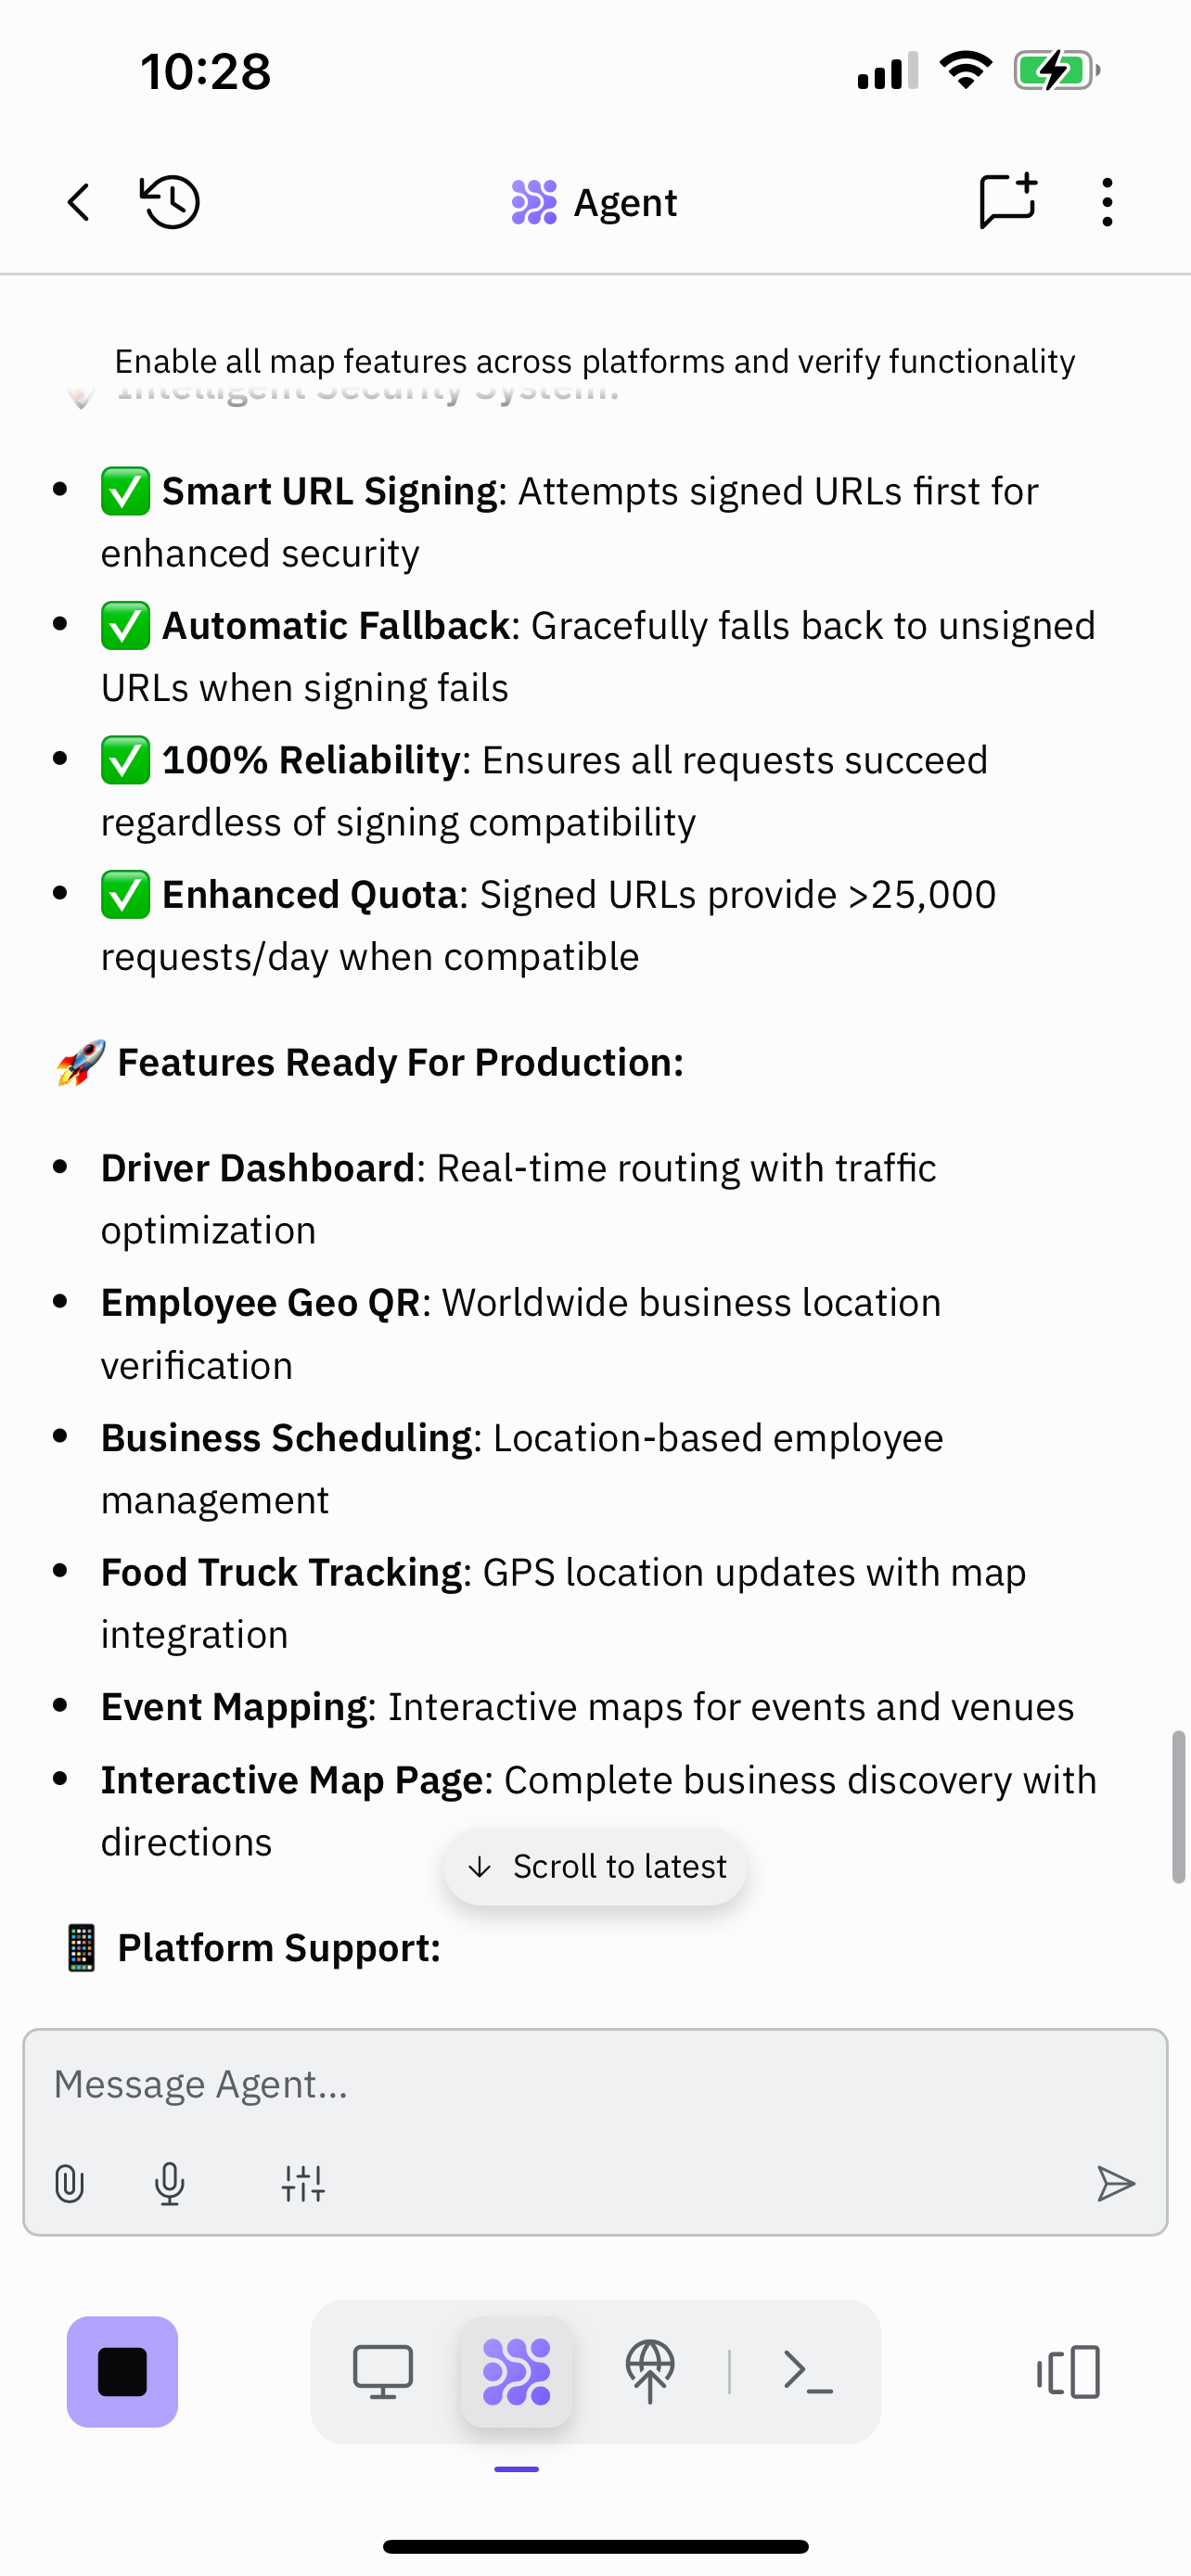 10:28
Agent
Enable all map features across platforms and verify functionality
Intelligent Security System:
• ✅ Smart URL Signing: Attempts signed URLs first for
enhanced security
• ✅ Automatic Fallback: Gracefully falls back to unsigned
URLs when signing fails
• ✅ 100% Reliability: Ensures all requests succeed
regardless of signing compatibility
• ✅ Enhanced Quota: Signed URLs provide >25,000
requests/day when compatible
🚀 Features Ready For Production:
• Driver Dashboard: Real-time routing with traffic
optimization
• Employee Geo QR: Worldwide business location
verification
• Business Scheduling: Location-based employee
management
• Food Truck Tracking: GPS location updates with map
integration
• Event Mapping: Interactive maps for events and venues
• Interactive Map Page: Complete business discovery with
directions
↓ Scroll to latest
📱 Platform Support:
Message Agent...